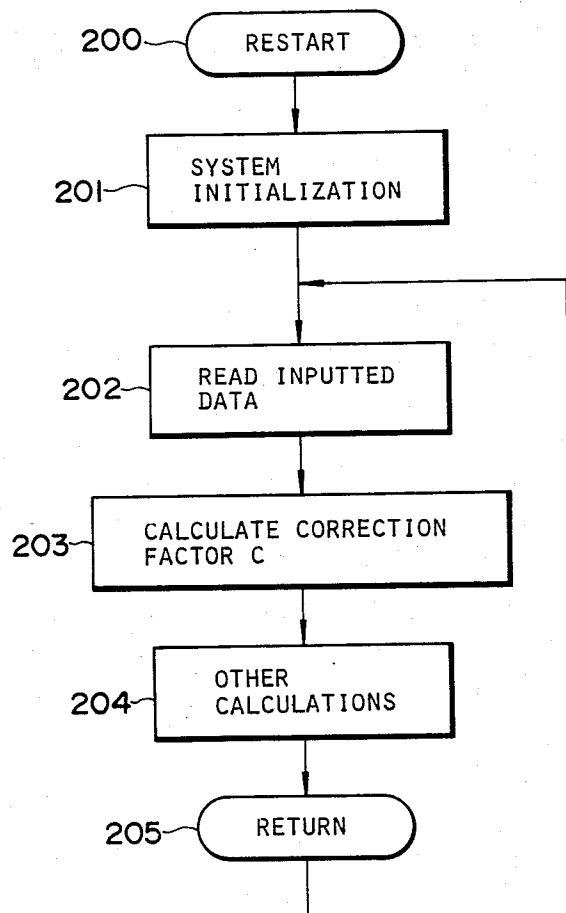 200
RESTART
201
SYSTEM
INITIALIZATION
202
READ INPUTTED
DATA
203
CALCULATE CORRECTION
FACTOR C
204
OTHER
CALCULATIONS
205
RETURN